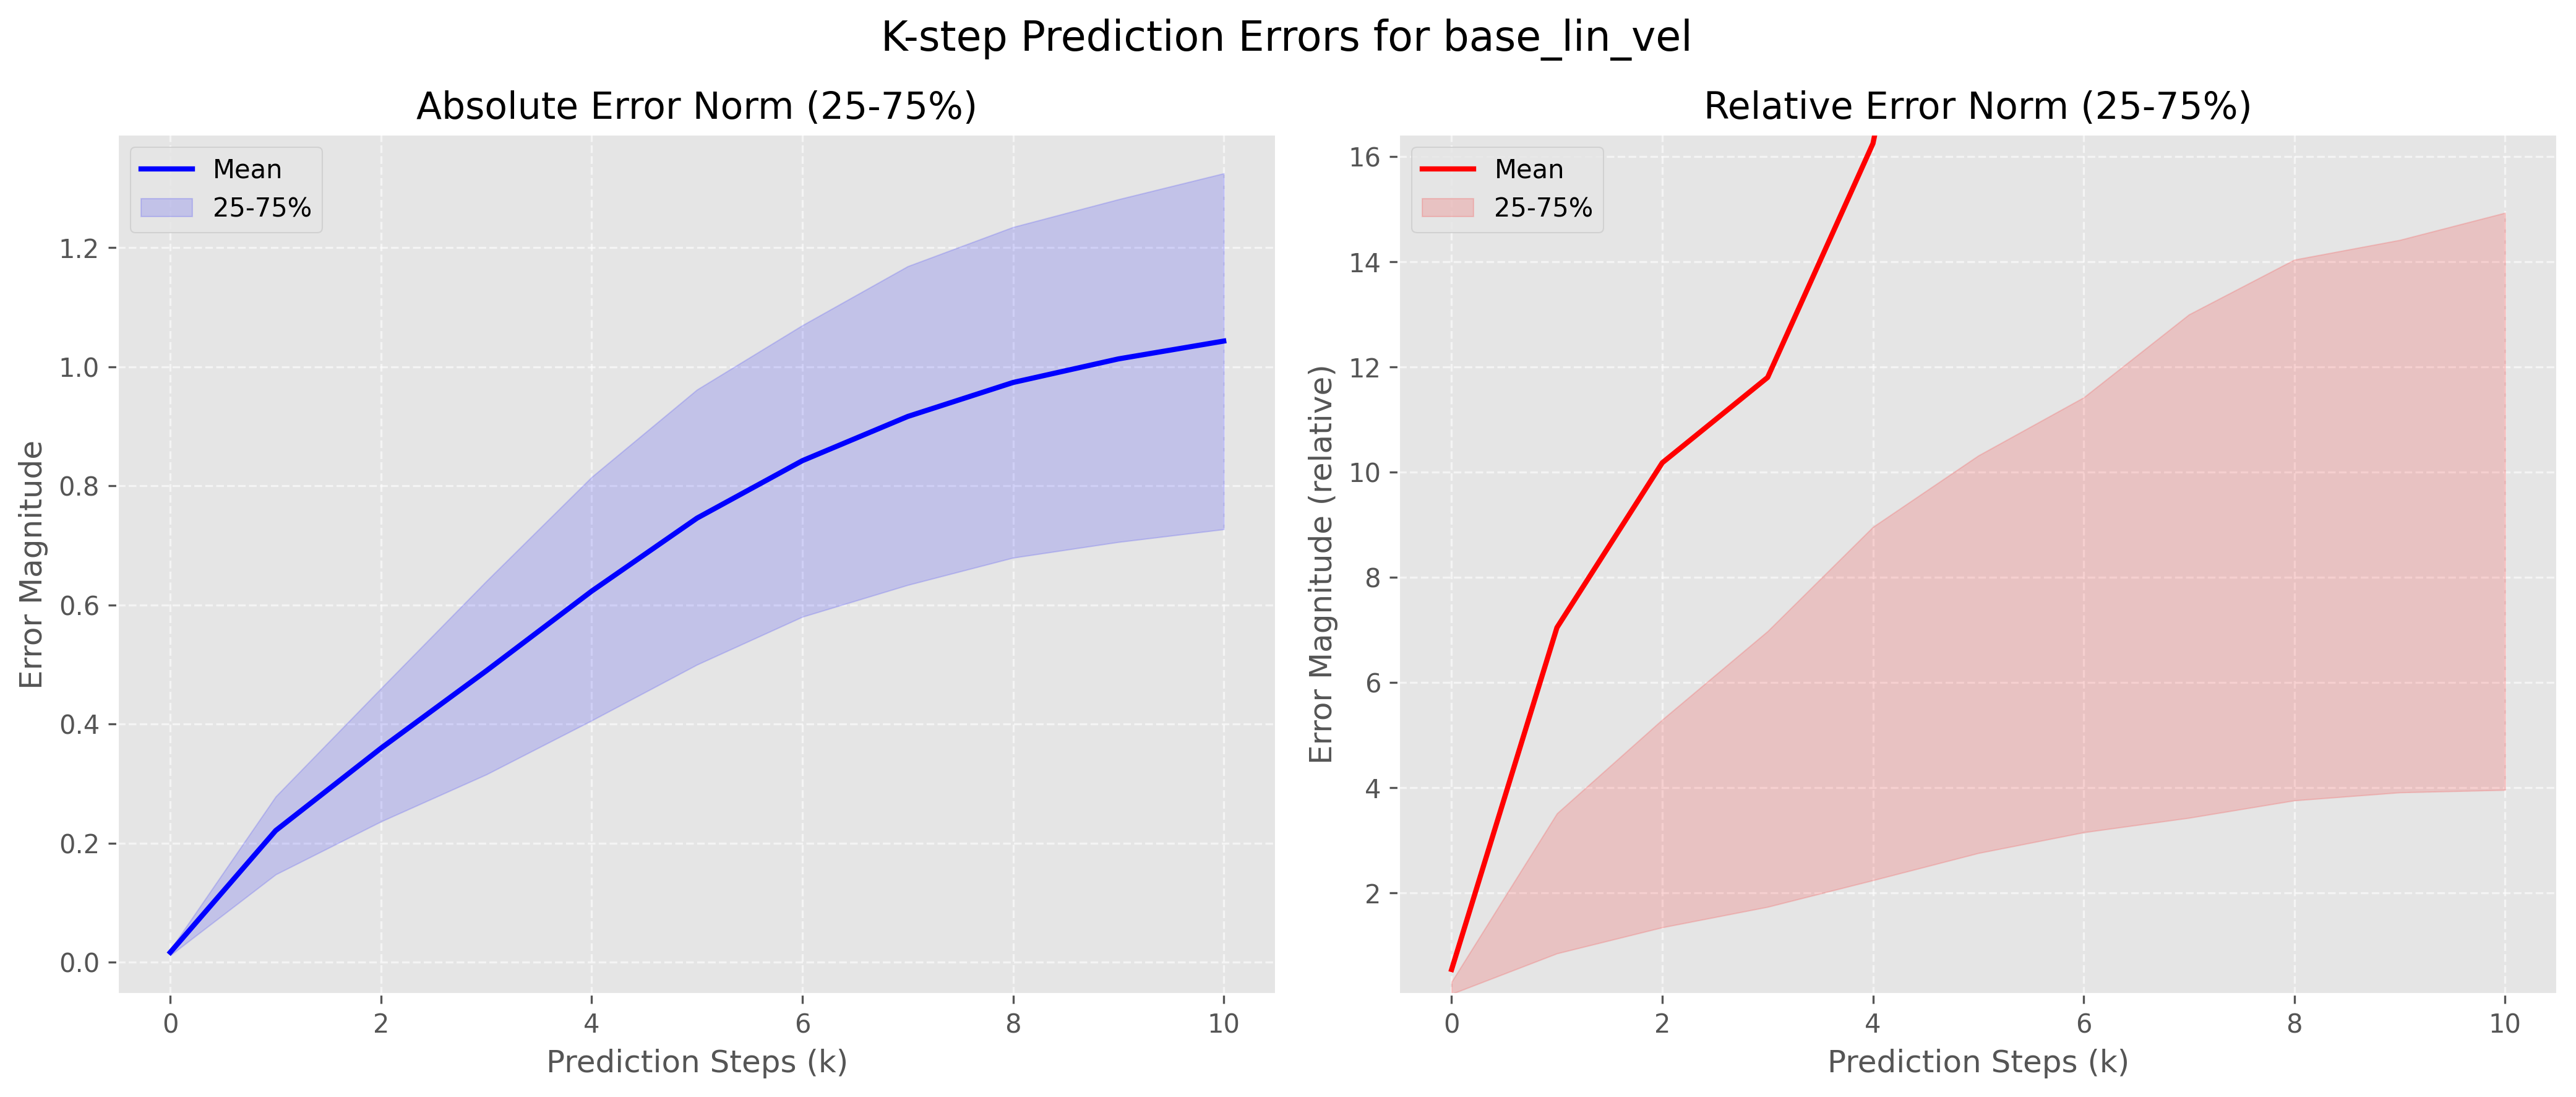 K-step Prediction Errors for base_lin_vel
Absolute Error Norm (25-75%)
Mean
25-75%
Error Magnitude
1.2
1.0
0.8
0.6
0.4
0.2
0.0
0 2 4 6 8 10
Prediction Steps (k)
Relative Error Norm (25-75%)
Mean
25-75%
Error Magnitude (relative)
16
14
12
10
8
6
4
2
0 2 4 6 8 10
Prediction Steps (k)